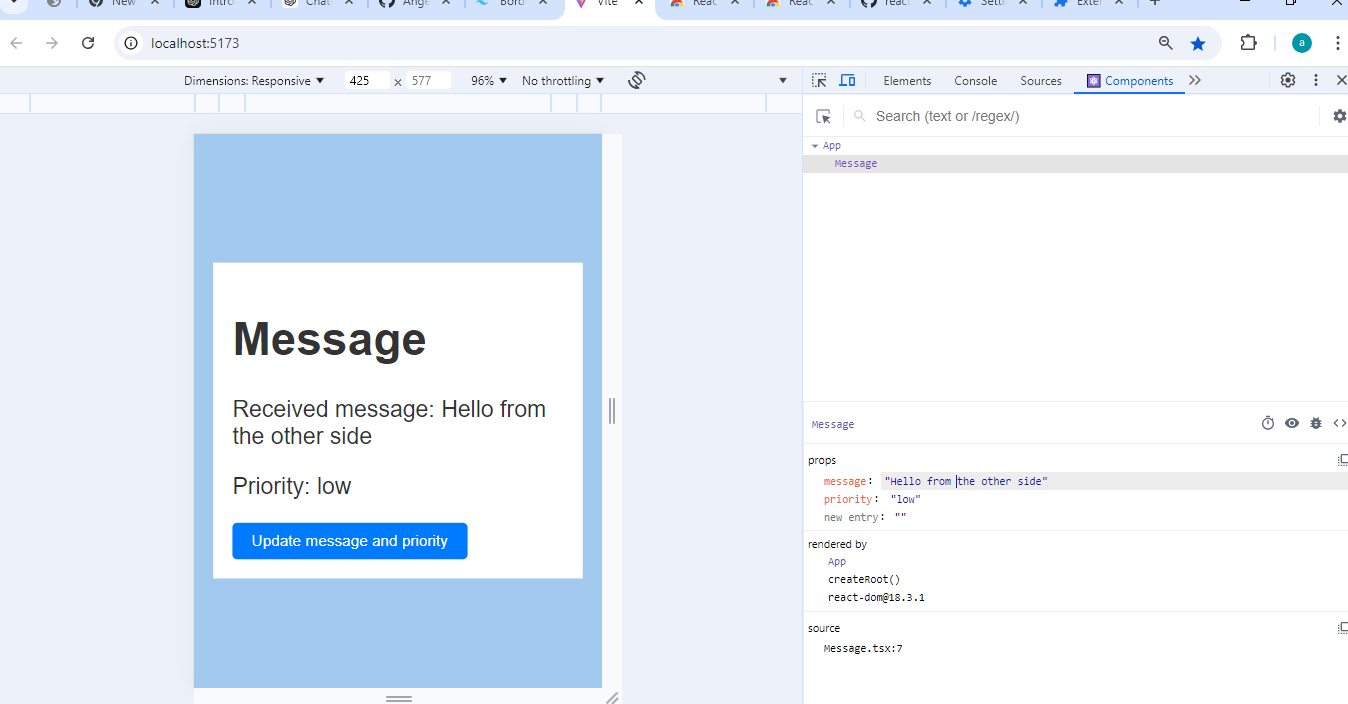 New
Intro
Chat
Ange
Bord
Vite
Reac
Reac
react
Setti
Exte
localhost:5173
Dimensions: Responsive 425 x 577 96% No throttling
Elements Console Sources Components
Search (text or /regex/)
App
Message
Message
Received message: Hello from
the other side
Priority: low
Update message and priority
Message
props
message: "Hello from the other side"
priority: "low"
new entry: ""
rendered by
App
createRoot()
react-dom@18.3.1
source
Message.tsx:7
a